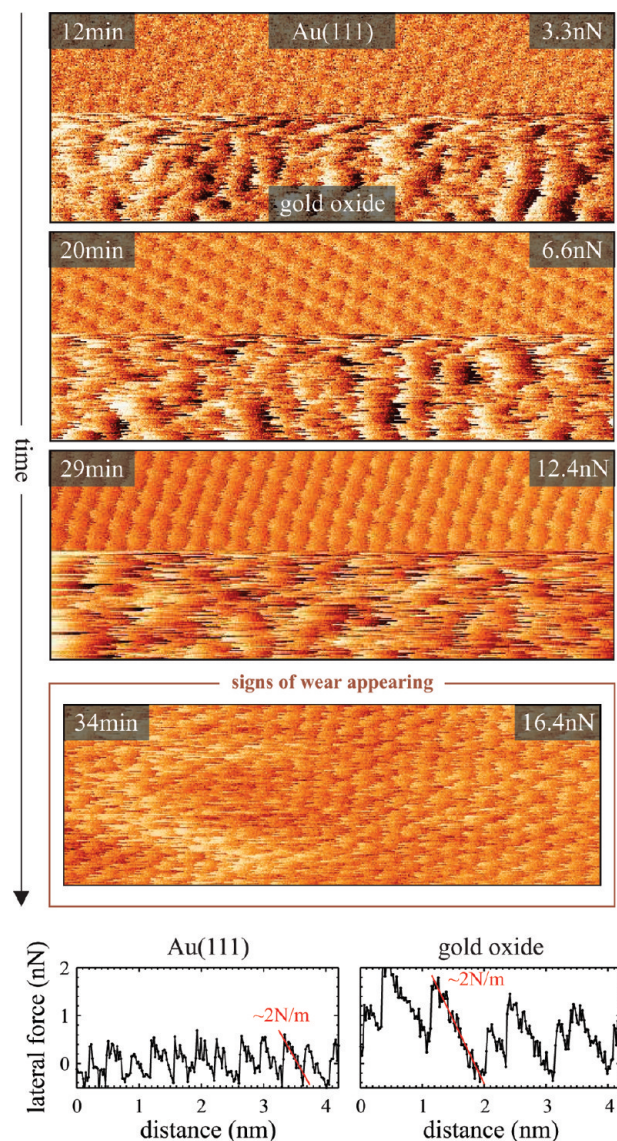 12min Au(111) 3.3nN
gold oxide
20min 6.6nN
29min 12.4nN
time
signs of wear appearing
34min 16.4nN
Au(111) gold oxide
lateral force (nN)
2
1
0
~2N/m
~2N/m
0 1 2 3 4
0 1 2 3 4
distance (nm) distance (nm)